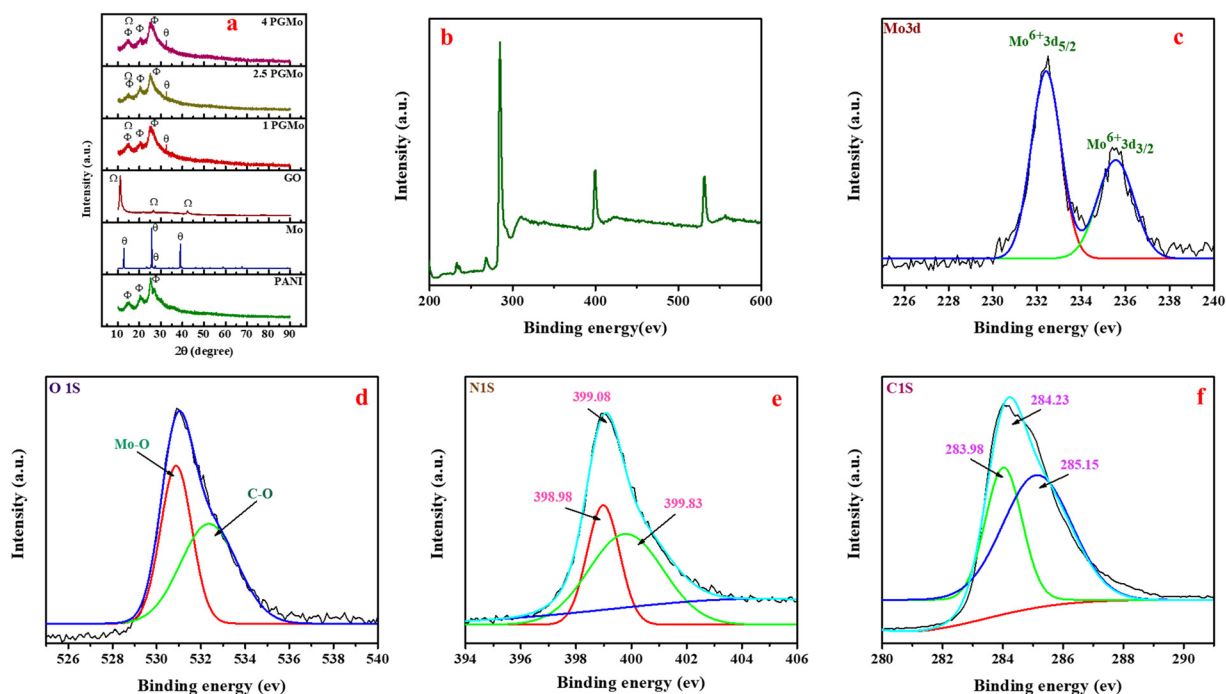 a
4 PGMo
Ω
Φ Φ Φ θ
2.5 PGMo
Ω
Φ Φ Φ θ
1 PGMo
Ω
Φ Φ Φ θ
GO
Ω Ω Ω
Mo
θ θ θ θ
PANI
Φ Φ Φ
10 20 30 40 50 60 70 80 90
2θ (degree)
Intensity (a.u.)
b
Intensity (a.u.)
200 300 400 500 600
Binding energy(ev)
Mo3d
c
Mo6+3d5/2
Mo6+3d3/2
Intensity (a.u.)
226 228 230 232 234 236 238 240
Binding energy (ev)
O 1S
d
Mo-O
C-O
Intensity (a.u.)
526 528 530 532 534 536 538 540
Binding energy (ev)
N1S
e
399.08
398.98
399.83
Intensity (a.u.)
394 396 398 400 402 404 406
Binding energy (ev)
C1S
f
284.23
283.98
285.15
Intensity (a.u.)
280 282 284 286 288 290
Binding energy (ev)